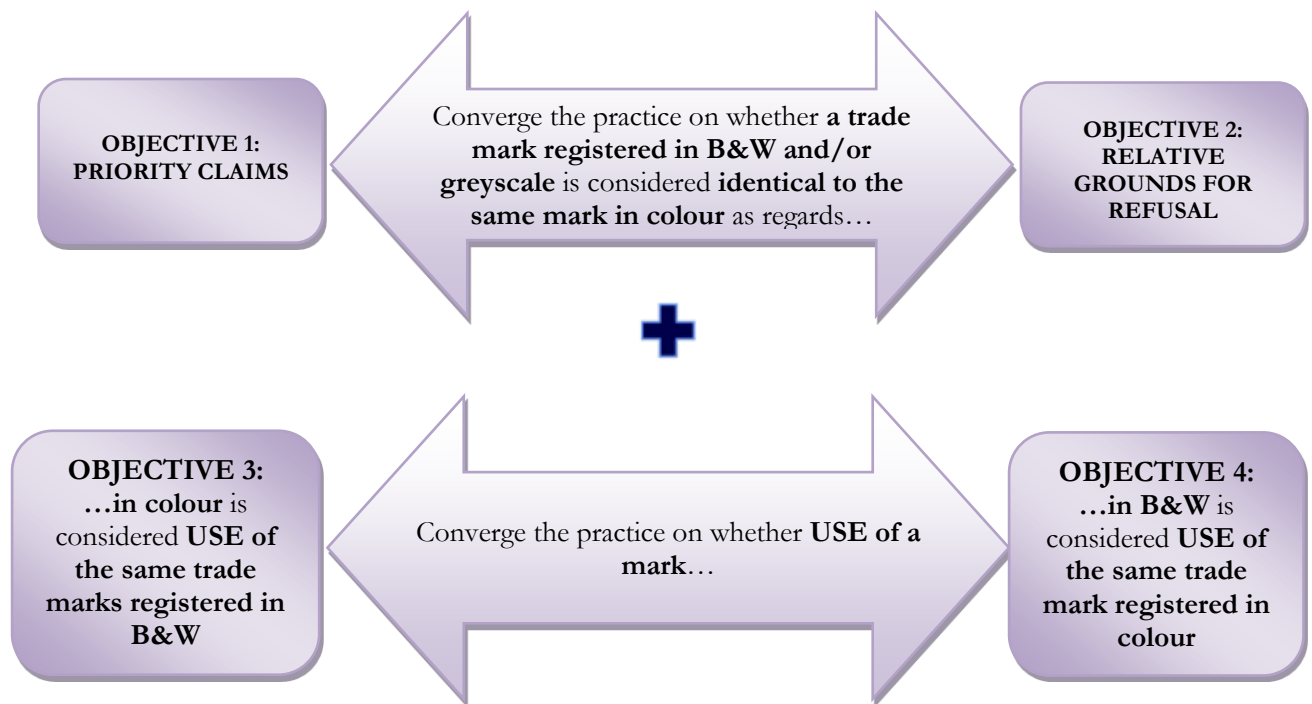 OBJECTIVE 1:
PRIORITY CLAIMS
Converge the practice on whether a trade
mark registered in B&W and/or
greyscale is considered identical to the
same mark in colour as regards…
OBJECTIVE 2:
RELATIVE
GROUNDS FOR
REFUSAL
OBJECTIVE 3:
…in colour is
considered USE of
the same trade
marks registered in
B&W
Converge the practice on whether USE of a
mark…
OBJECTIVE 4:
…in B&W is
considered USE of
the same trade
mark registered in
colour